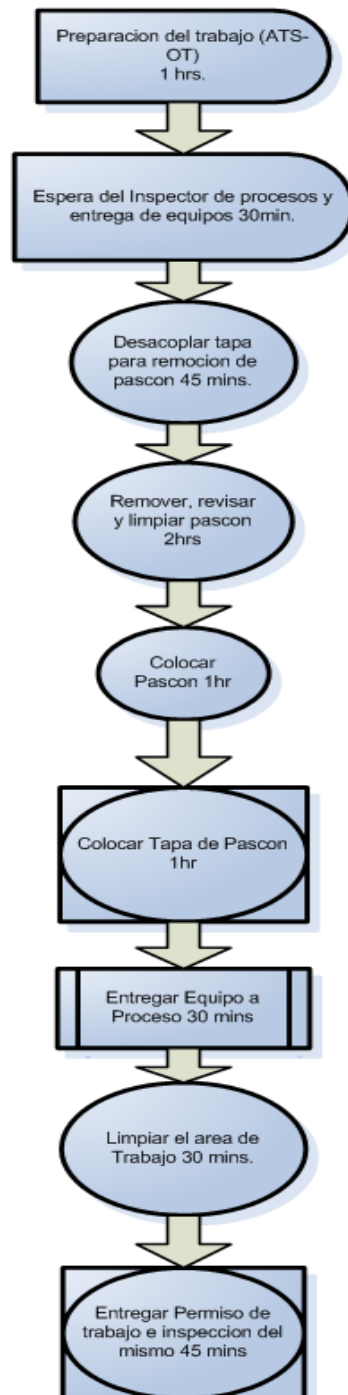 Preparacion del trabajo (ATS-
OT)
1 hrs.
Espera del Inspector de procesos y
entrega de equipos 30min.
Desacoplar tapa
para remocion de
pascon 45 mins.
Remover, revisar
y limpiar pascon
2hrs
Colocar
Pascon 1hr
Colocar Tapa de Pascon
1hr
Entregar Equipo a
Proceso 30 mins
Limpiar el area de
Trabajo 30 mins.
Entregar Permiso de
trabajo e inspeccion del
mismo 45 mins